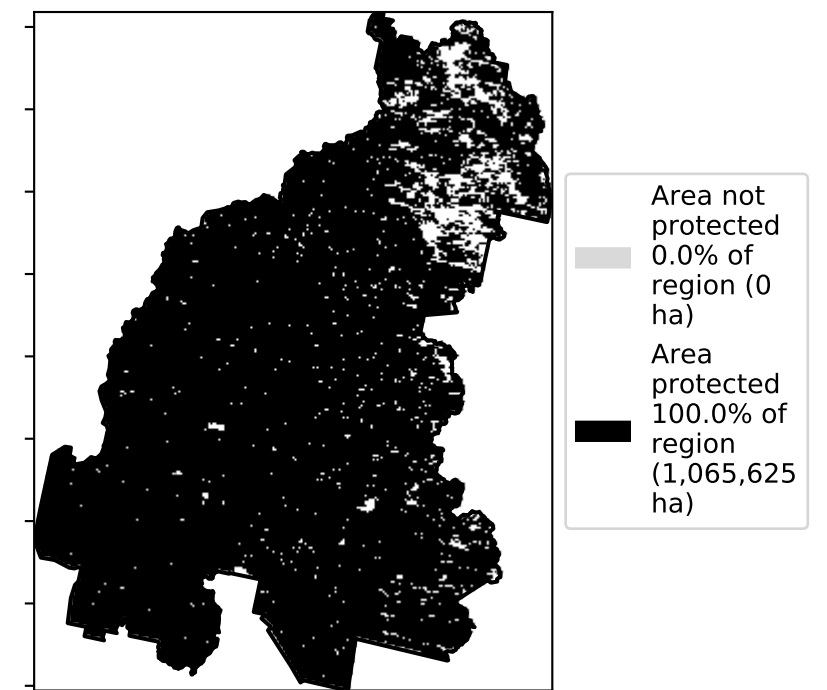 Area not
protected
0.0% of
region (0
ha)
Area
protected
100.0% of
region
(1,065,625
ha)